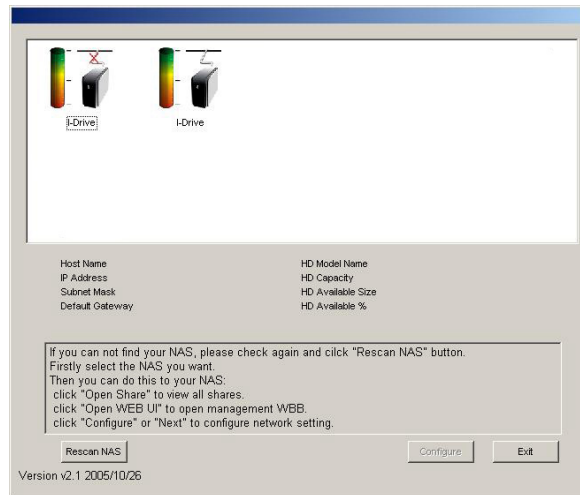 I-Drive I-Drive
Host Name HD Model Name
IP Address HD Capacity
Subnet Mask HD Available Size
Default Gateway HD Available %
If you can not find your NAS, please check again and cilck "Rescan NAS" button.
Firstly select the NAS you want.
Then you can do this to your NAS:
click "Open Share" to view all shares.
click "Open WEB UI" to open management WBB.
click "Configure" or "Next" to configure network setting.
Rescan NAS Configure Exit
Version v2.1 2005/10/26